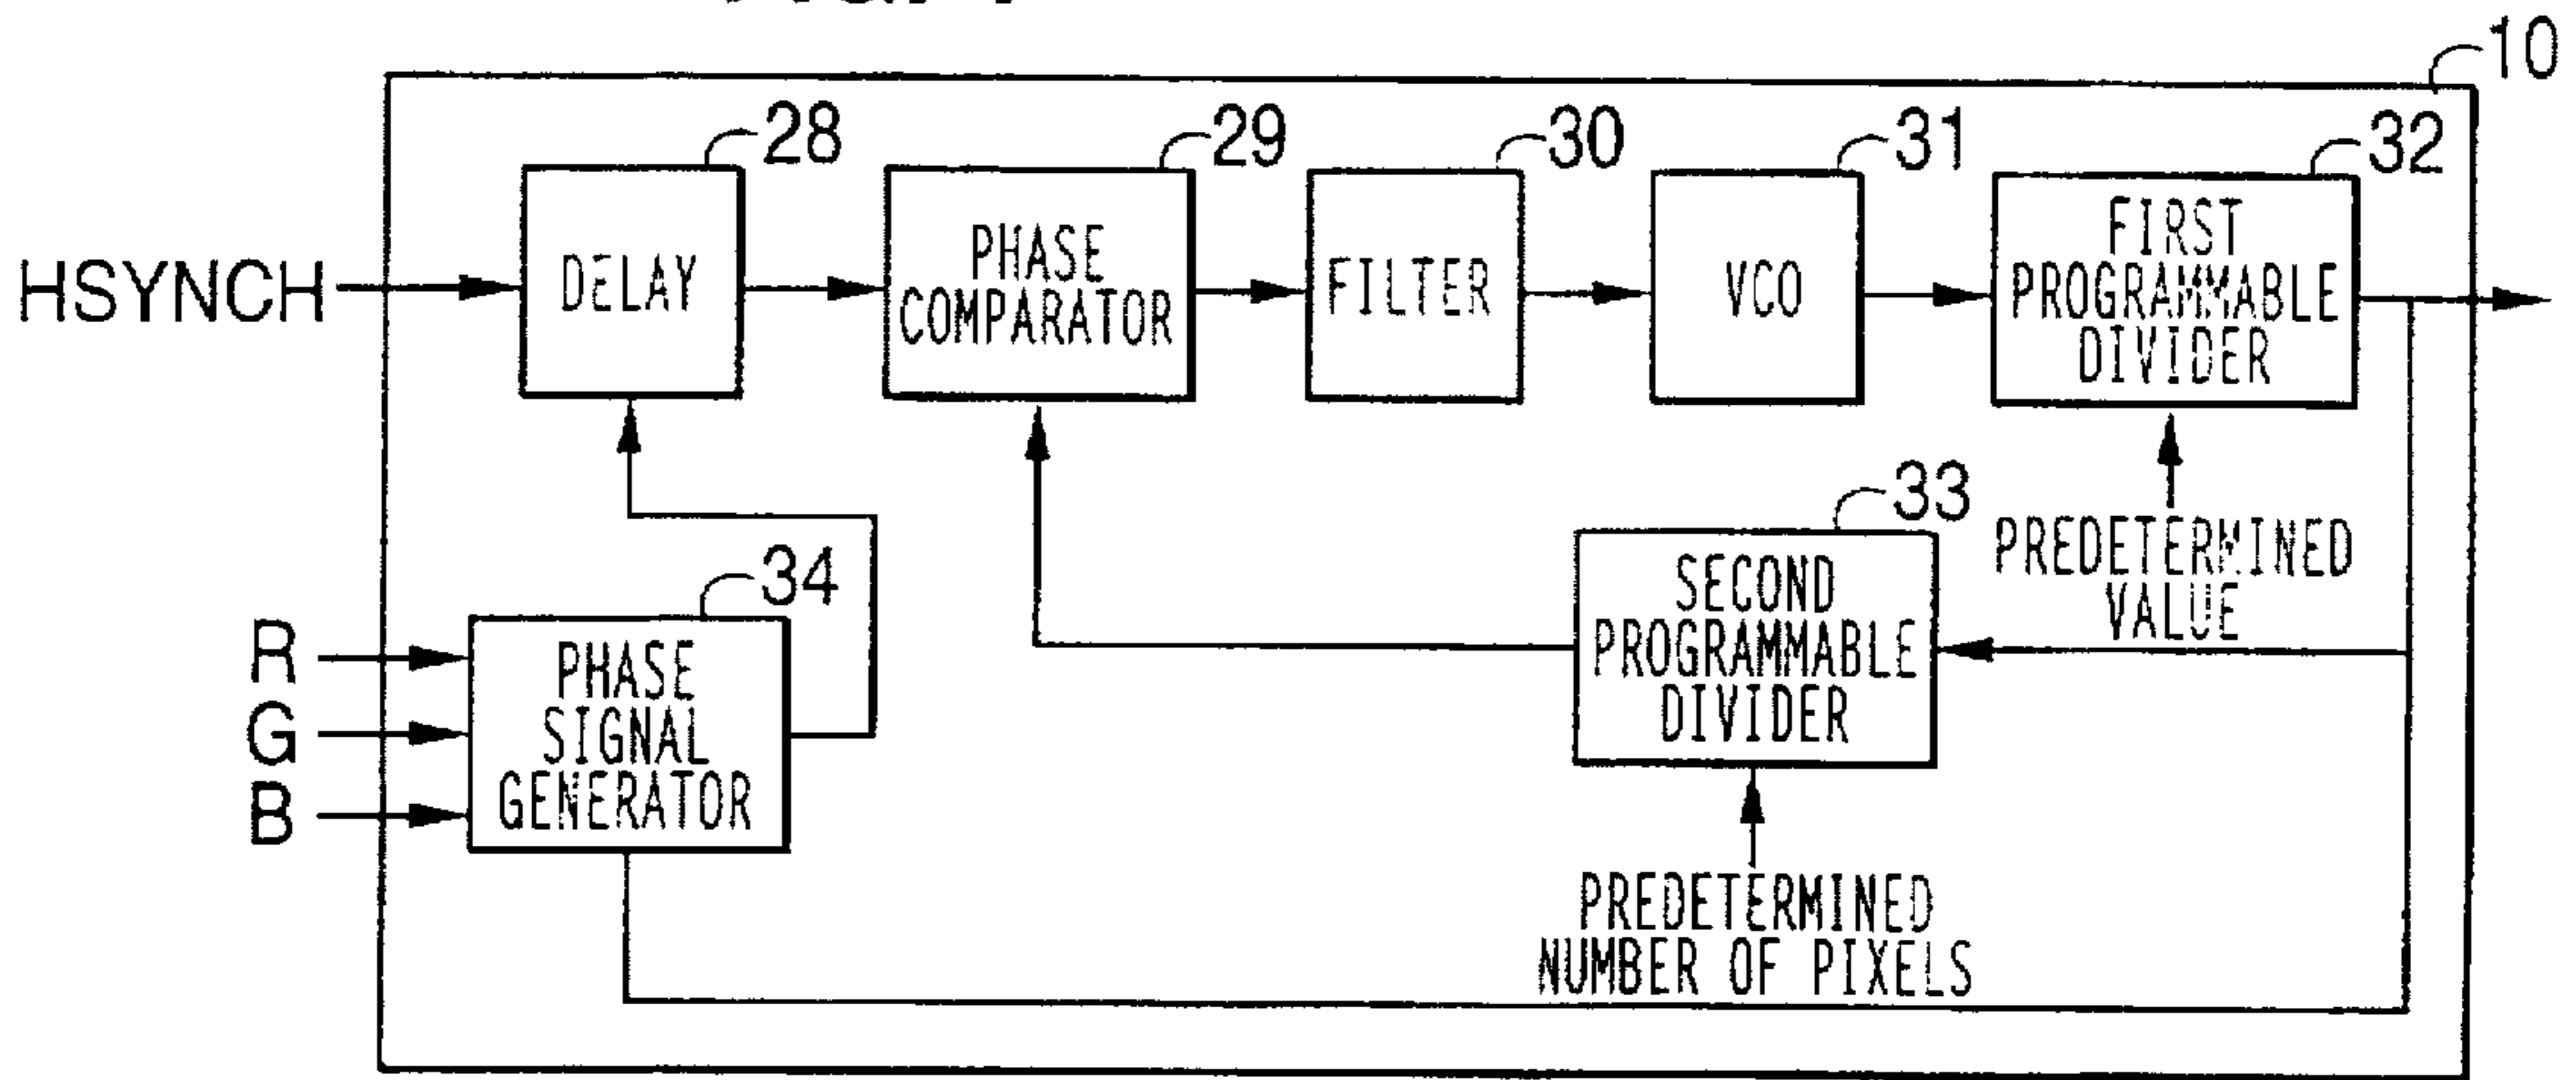 10
28
29
30
31
32
HSYNCH
DELAY
PHASE
COMPARATOR
FILTER
VCO
FIRST
PROGRAMMABLE
DIVIDER
PREDETERMINED
VALUE
33
SECOND
PROGRAMMABLE
DIVIDER
PREDETERMINED
NUMBER OF PIXELS
34
R
G
B
PHASE
SIGNAL
GENERATOR